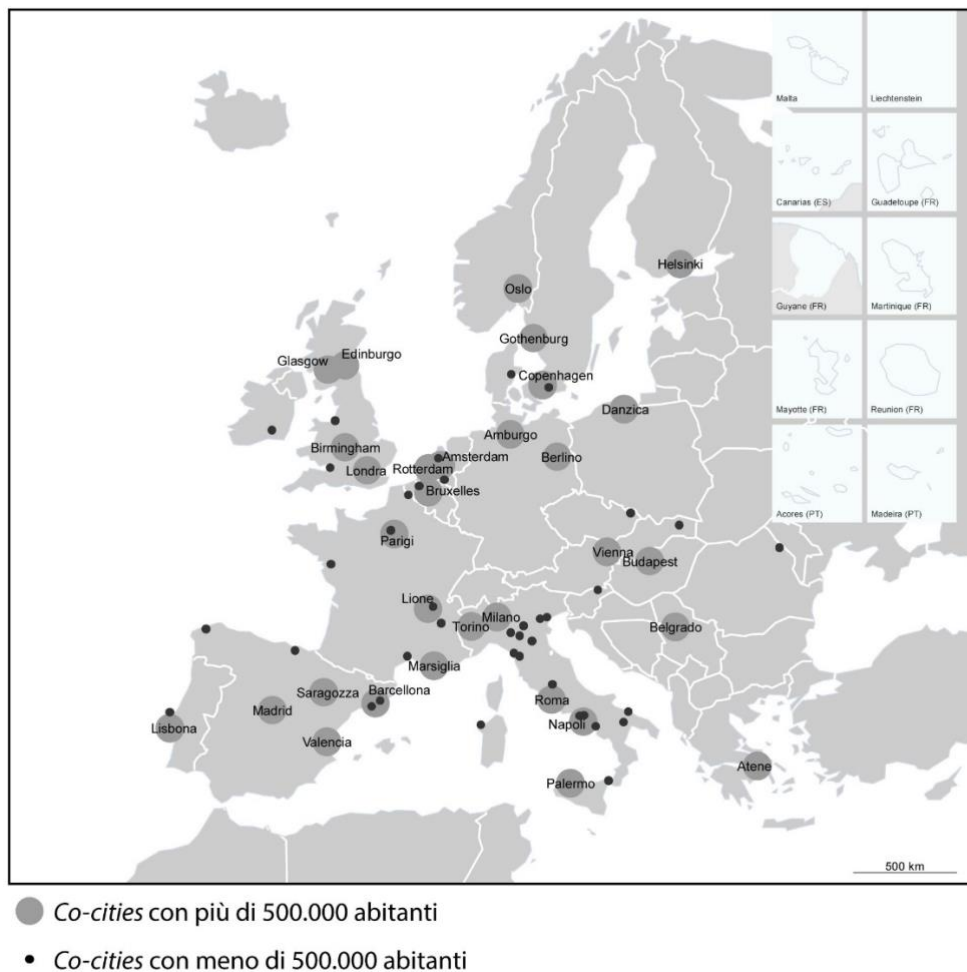 Malta
Liechtenstein
Canarias (ES)
Guadeloupe (FR)
Guyane (FR)
Martinique (FR)
Mayotte (FR)
Reunion (FR)
Acores (PT)
Madeira (PT)
Helsinki
Oslo
Gothenburg
Edinburgo
Glasgow
Copenhagen
Danzica
Amburgo
Birmingham
Amsterdam
Berlino
Londra
Rotterdam
Bruxelles
Parigi
Vienna
Budapest
Lione
Milano
Torino
Belgrado
Marsiglia
Saragozza
Barcellona
Madrid
Roma
Lisbona
Napoli
Valencia
Atene
Palermo
500 km
Co-cities con più di 500.000 abitanti
Co-cities con meno di 500.000 abitanti